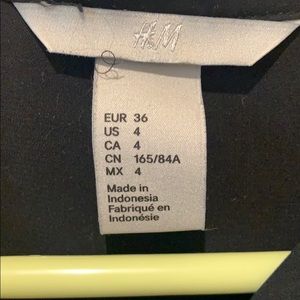 H&M
EUR 36
US 4
CA 4
CN 165/84A
MX 4
Made in
Indonesia
Fabriqué en
Indonésie